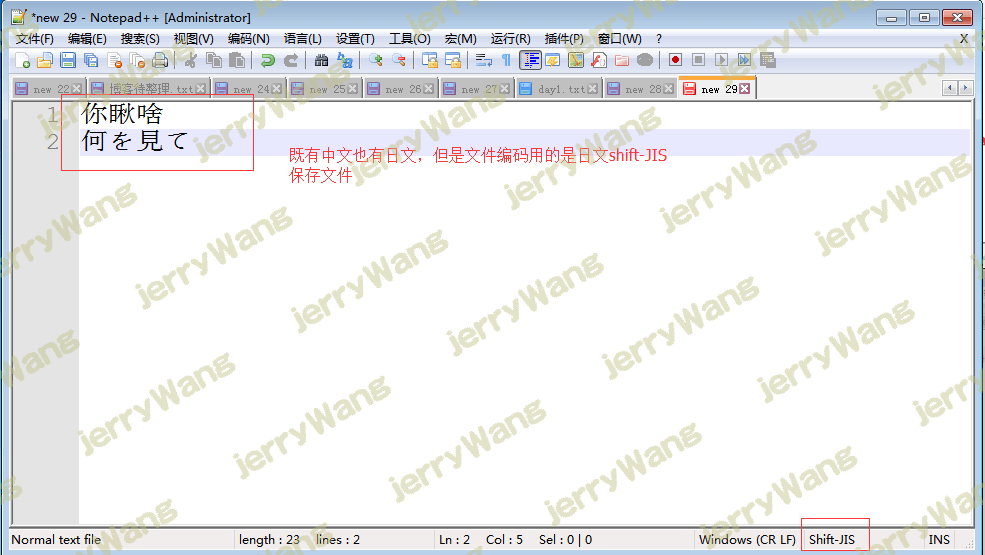 *new 29 - Notepad++ [Administrator]
文件(F) 编辑(E) 搜索(S) 视图(V) 编码(N) 语言(L) 设置(T) 工具(O) 宏(M) 运行(R) 插件(P) 窗口(W) ? X
new 22 博客待整理.txt new 24 new 25 new 26 new 27 day1.txt new 28 new 29
1 你瞅啥
2 何を見て
既有中文也有日文，但是文件编码用的是日文shift-JIS
保存文件
Normal text file length : 23 lines : 2 Ln : 2 Col : 5 Sel : 0 | 0 Windows (CR LF) Shift-JIS INS
jerryWang